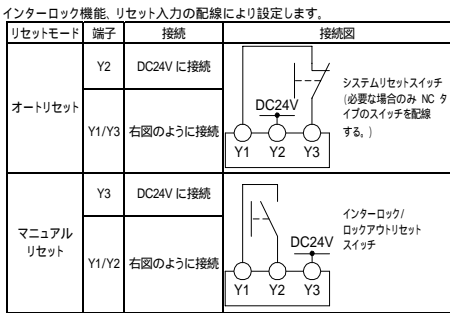 インターロック機能、リセット入力の配線により設定します。
リセットモード 端子 接続 接続図
オートリセット
Y2 DC24V に接続
Y1/Y3 右図のように接続
DC24V
Y1 Y2 Y3
システムリセットスイッチ
(必要な場合のみ NC タ
イプのスイッチを配線
する。)
マニュアル
リセット
Y3 DC24V に接続
Y1/Y2 右図のように接続
DC24V
Y1 Y2 Y3
インターロック/
ロックアウトリセット
スイッチ